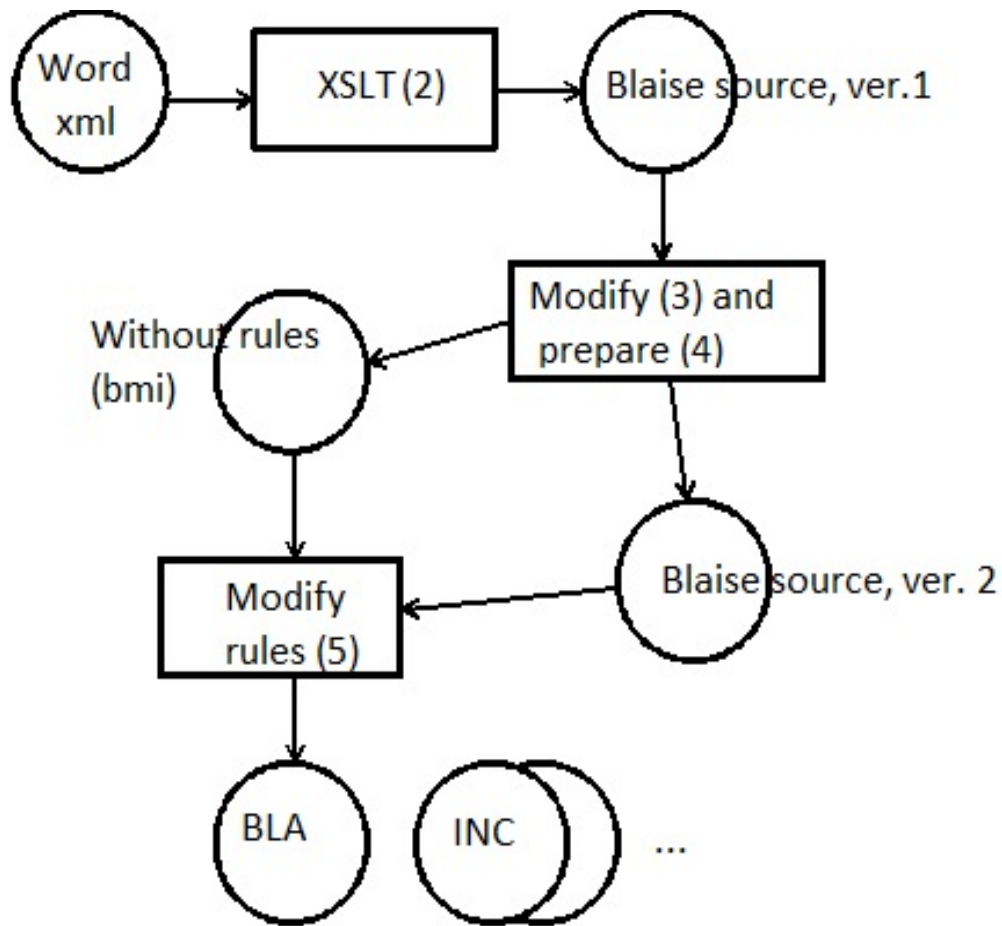 Word
xml
XSLT (2)
Blaise source, ver.1
Modify (3) and
prepare (4)
Without rules
(bmi)
Blaise source, ver. 2
Modify
rules (5)
BLA
INC
...